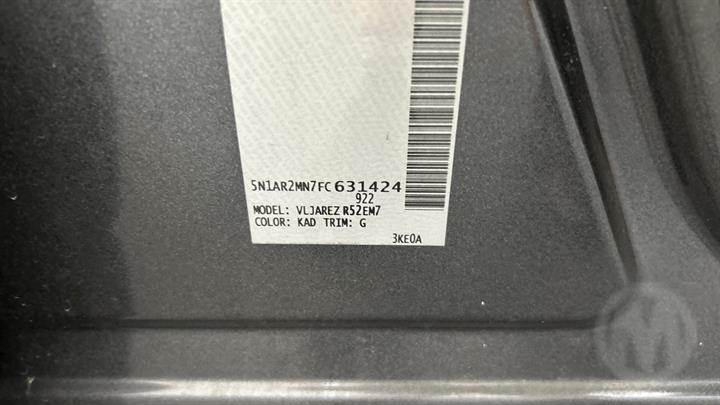 5N1AR2MN7FC631424
922
MODEL: VLJAREZ R52EM7
COLOR: KAD TRIM: G
3KE0A
M